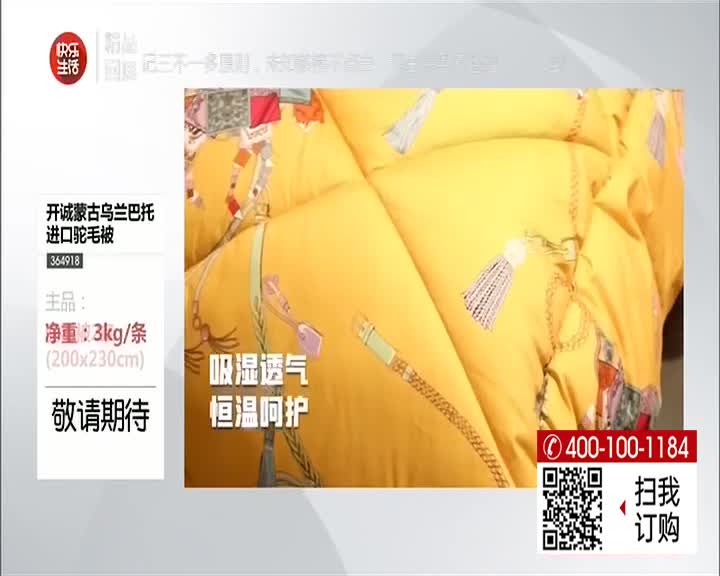 快乐
生活
开诚蒙古乌兰巴托
进口驼毛被
364918
主品：
净重：3kg/条
(200x230cm)
敬请期待
吸湿透气
恒温呵护
400-100-1184
扫我
订购